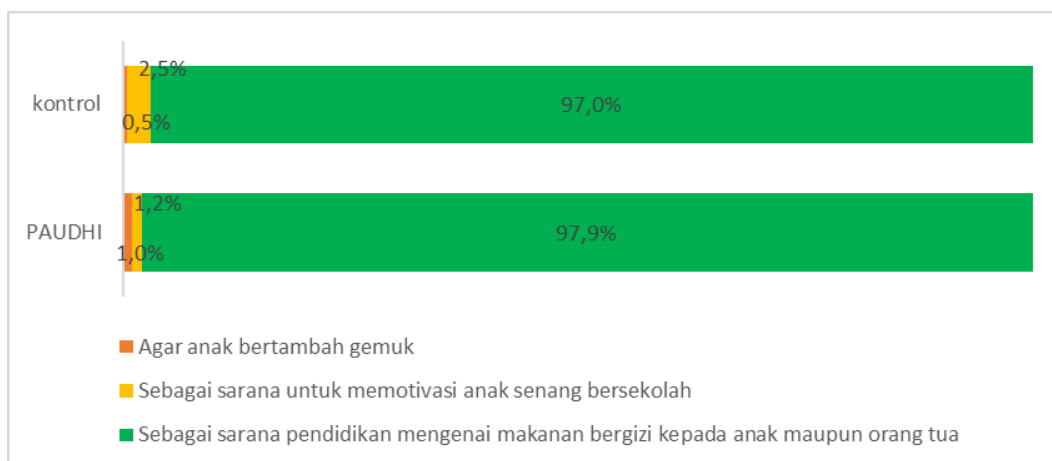 2,5%
kontrol
97,0%
0,5%
1,2%
PAUDHI
97,9%
1,0%
Agar anak bertambah gemuk
Sebagai sarana untuk memotivasi anak senang bersekolah
Sebagai sarana pendidikan mengenai makanan bergizi kepada anak maupun orang tua